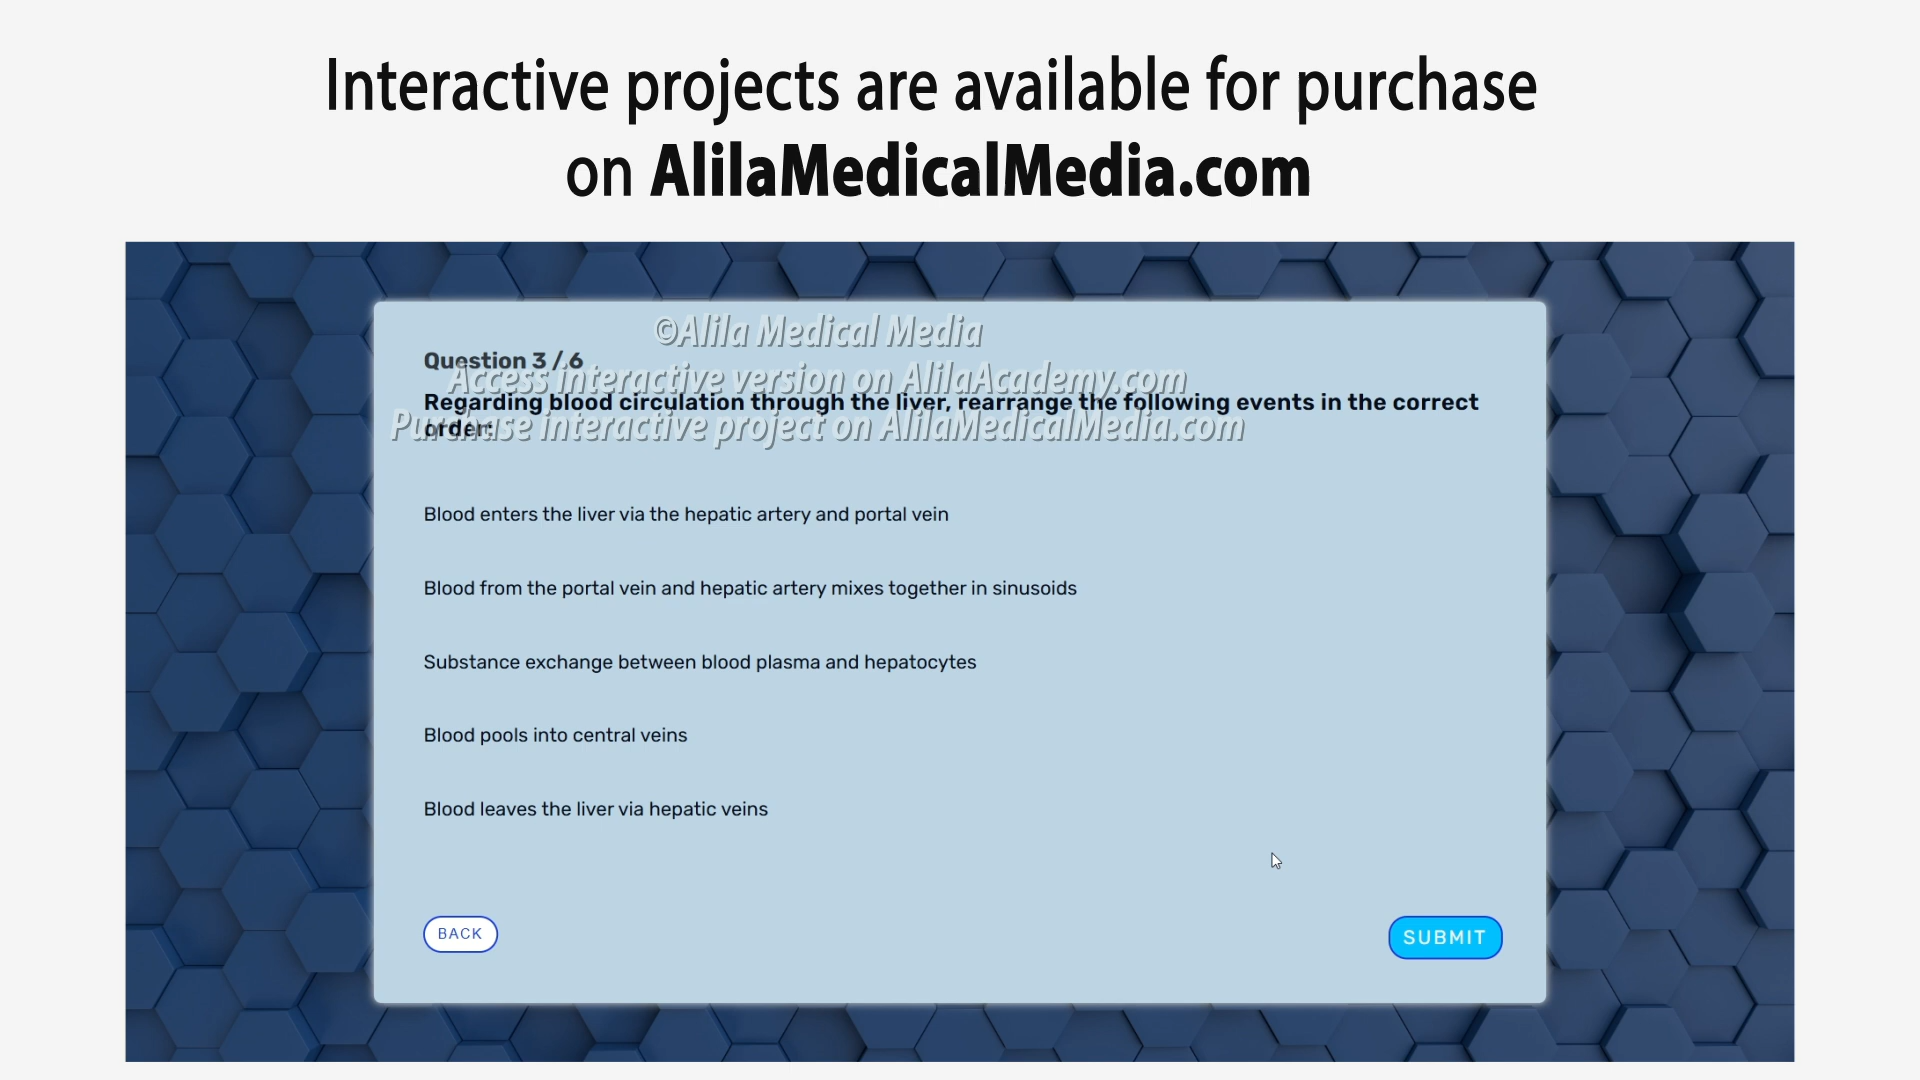 Interactive projects are available for purchase
on AlilaMedicalMedia.com
©Alila Medical Media
Question 3 / 6
Access interactive version on AlilaAcademy.com
Regarding blood circulation through the liver, rearrange the following events in the correct
order:
Purchase interactive project on AlilaMedicalMedia.com
Blood enters the liver via the hepatic artery and portal vein
Blood from the portal vein and hepatic artery mixes together in sinusoids
Substance exchange between blood plasma and hepatocytes
Blood pools into central veins
Blood leaves the liver via hepatic veins
BACK
SUBMIT